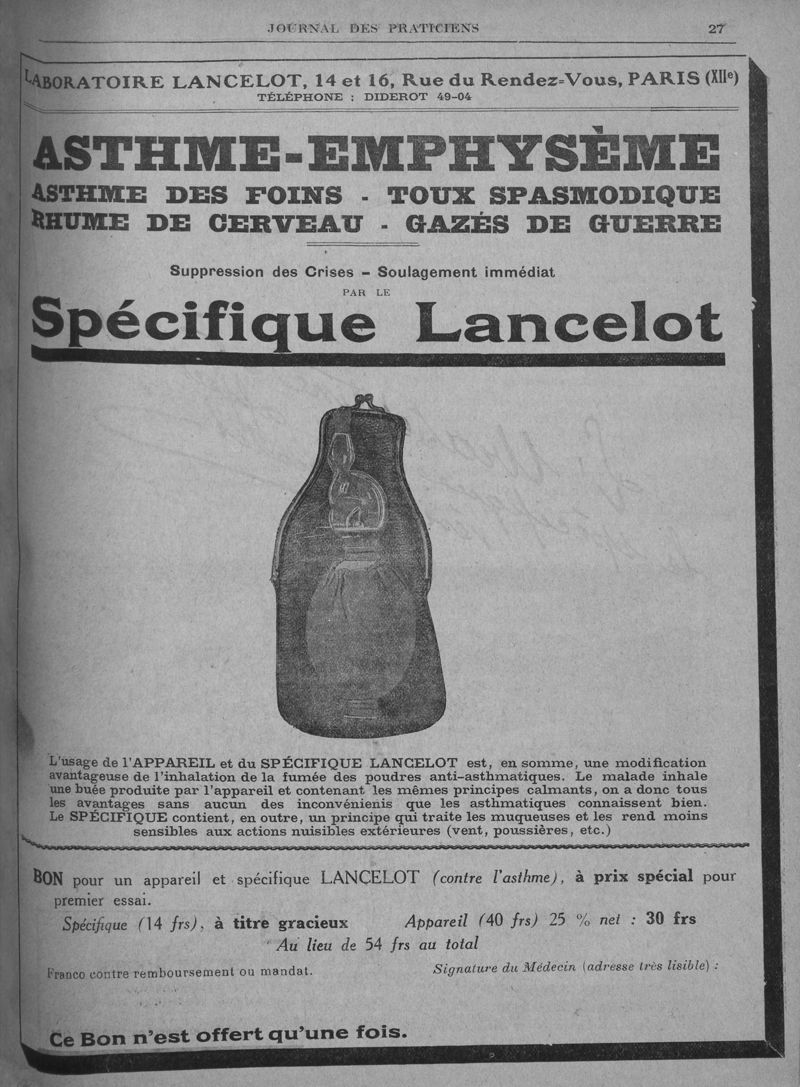 JOURNAL DES PRATICIENS 27
LABORATOIRE LANCELOT, 14 et 16, Rue du Rendez-Vous, PARIS (XIIe)
TÉLÉPHONE : DIDEROT 49-04
ASTHME-EMPHYSÈME
ASTHME DES FOINS - TOUX SPASMODIQUE
RHUME DE CERVEAU - GAZÉS DE GUERRE
Suppression des Crises – Soulagement immédiat
PAR LE
Spécifique Lancelot
L'usage de l'APPAREIL et du SPÉCIFIQUE LANCELOT est, en somme, une modification
avantageuse de l'inhalation de la fumée des poudres anti-asthmatiques. Le malade inhale
une buée produite par l'appareil et contenant les mêmes principes calmants, on a donc tous
les avantages sans aucun des inconvénienis que les asthmatiques connaissent bien.
Le SPÉCIFIQUE contient, en outre, un principe qui traite les muqueuses et les rend moins
sensibles aux actions nuisibles extérieures (vent, poussières, etc.)
BON pour un appareil et spécifique LANCELOT (contre l'asthme), à prix spécial pour
premier essai.
Spécifique (14 frs), à titre gracieux Appareil (40 frs) 25 % net : 30 frs
Au lieu de 54 frs au total
Franco contre remboursement ou mandat. Signature du Médecin (adresse très lisible) :
Ce Bon n'est offert qu'une fois.